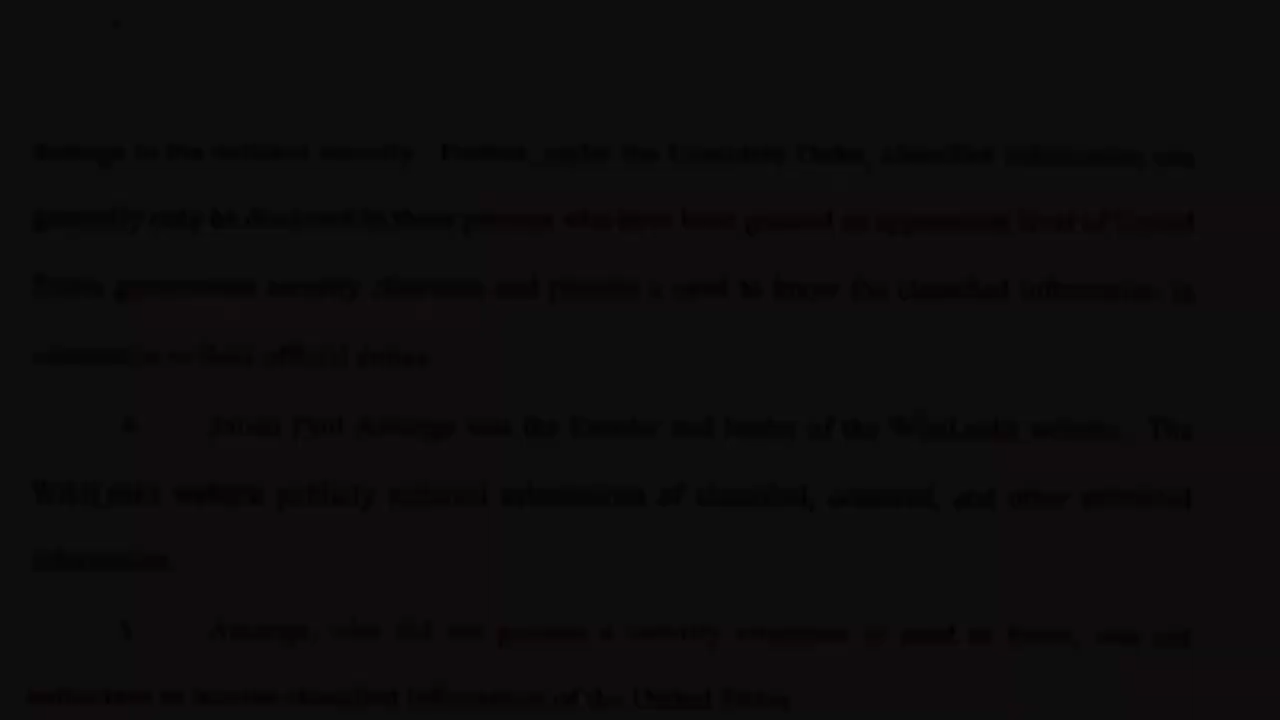 damage to the national security. Further, under the Executive Order, classified information can
generally only be disclosed to those persons who have been granted an appropriate level of United
States government security clearance and possess a need to know the classified information in
connection to their official duties.
4. Julian Paul Assange was the founder and leader of the WikiLeaks website. The
WikiLeaks website publicly solicited submissions of classified, censored, and other restricted
information.
5. Assange, who did not possess a security clearance or need to know, was not
authorized to receive classified information of the United States.